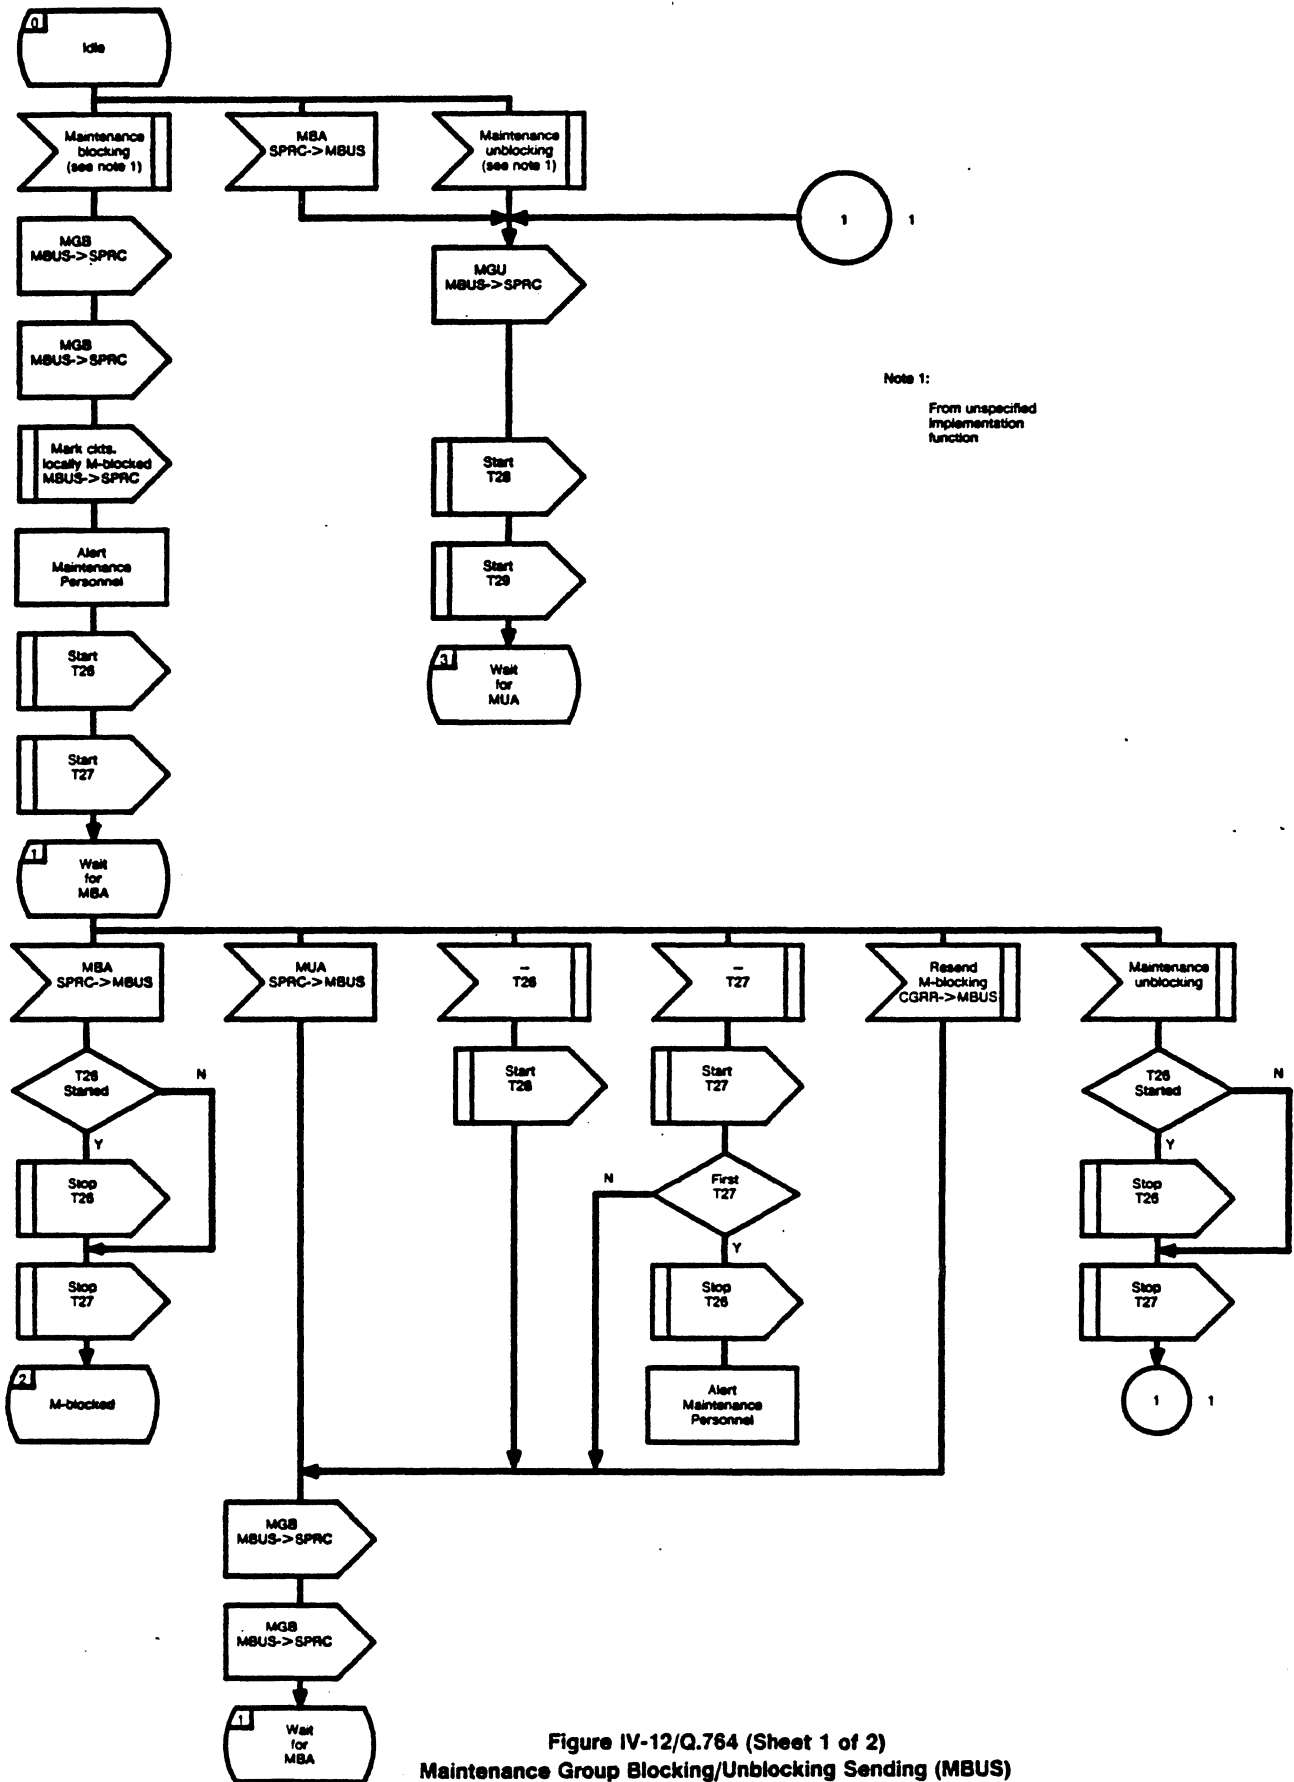 0
Idle
Maintenance
blocking
(see note 1)
MBA
SPRC->MBUS
Maintenance
unblocking
(see note 1)
1
1
MGB
MBUS->SPRC
MGU
MBUS->SPRC
MGB
MBUS->SPRC
Note 1:
From unspecified
implementation
function
Mark ckts.
locally M-blocked
MBUS->SPRC
Start
T28
Alert
Maintenance
Personnel
Start
T29
Start
T26
3
Wait
for
MUA
Start
T27
1
Wait
for
MBA
MBA
SPRC->MBUS
MUA
SPRC->MBUS
T26
T27
Resend
M-blocking
CGRR->MBUS
Maintenance
unblocking
T26
Started
N
Y
Start
T26
Start
T27
T26
Started
N
Y
Stop
T26
First
T27
N
Y
Stop
T26
Stop
T27
Stop
T26
Stop
T27
2
M-blocked
Alert
Maintenance
Personnel
1
1
MGB
MBUS->SPRC
MGB
MBUS->SPRC
1
Wait
for
MBA
Figure IV-12/Q.764 (Sheet 1 of 2)
Maintenance Group Blocking/Unblocking Sending (MBUS)